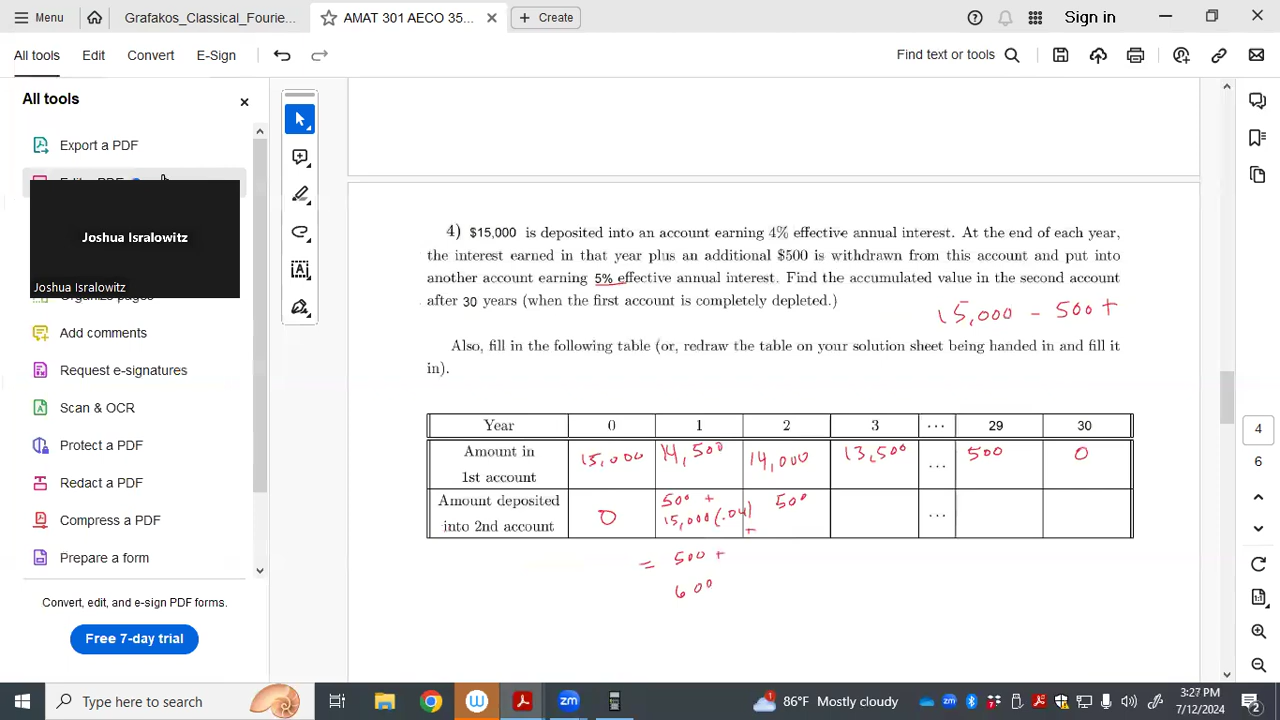 Menu
Grafakos_Classical_Fourie...
AMAT 301 AECO 35...
Create
Sign in
All tools
Edit
Convert
E-Sign
Find text or tools
All tools
Export a PDF
Joshua Isralowitz
Joshua Isralowitz
Add comments
Request e-signatures
Scan & OCR
Protect a PDF
Redact a PDF
Compress a PDF
Prepare a form
Convert, edit, and e-sign PDF forms.
Free 7-day trial
4) $15,000 is deposited into an account earning 4% effective annual interest. At the end of each year,
the interest earned in that year plus an additional $500 is withdrawn from this account and put into
another account earning 5% effective annual interest. Find the accumulated value in the second account
after 30 years (when the first account is completely depleted.)
15,000 - 500 +
Also, fill in the following table (or, redraw the table on your solution sheet being handed in and fill it
in).
Year 0 1 2 3 ... 29 30
Amount in
1st account
15,000 14,500 14,000 13,500 ... 500 0
Amount deposited
into 2nd account
0 500 + 500 ...
15,000(.04) +
= 500 +
600
4
6
Type here to search
86°F Mostly cloudy
3:27 PM
7/12/2024
2